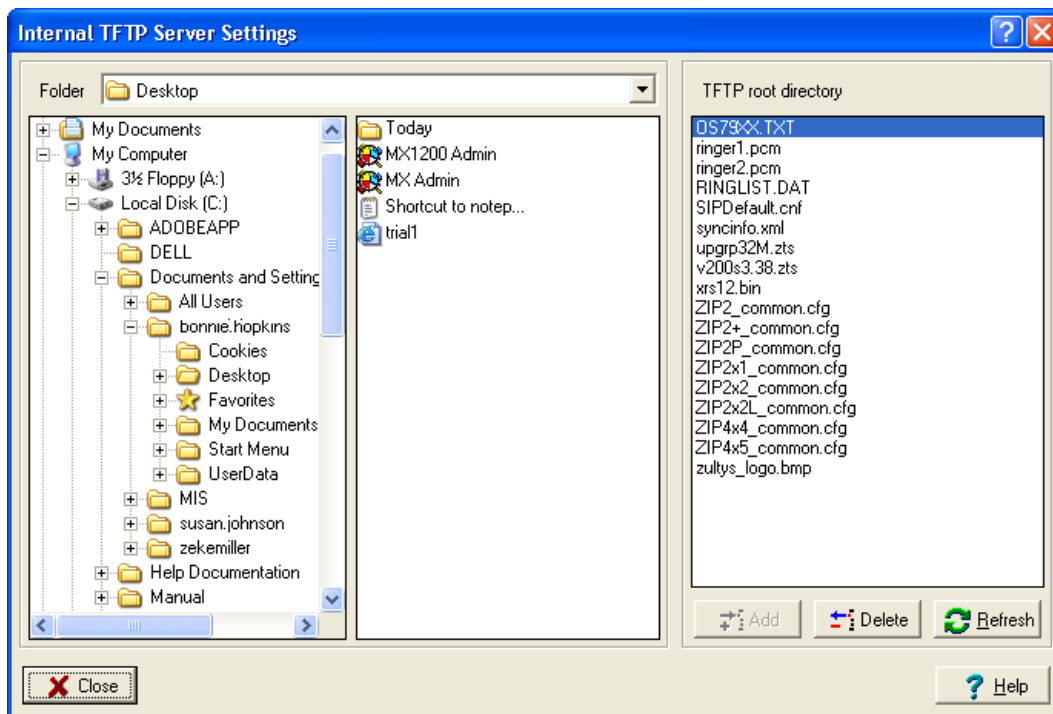 Internal TFTP Server Settings
Folder
Desktop
My Documents
My Computer
3½ Floppy (A:)
Local Disk (C:)
ADOBEAPP
DELL
Documents and Setting
All Users
bonnie.hopkins
Cookies
Desktop
Favorites
My Documents
Start Menu
UserData
MIS
susan.johnson
zekemiller
Help Documentation
Manual
Today
MX1200 Admin
MX Admin
Shortcut to notep...
trial1
TFTP root directory
OS79XX.TXT
ringer1.pcm
ringer2.pcm
RINGLIST.DAT
SIPDefault.cnf
syncinfo.xml
upgrp32M.zts
v200s3.38.zts
xrs12.bin
ZIP2_common.cfg
ZIP2+_common.cfg
ZIP2P_common.cfg
ZIP2x1_common.cfg
ZIP2x2_common.cfg
ZIP2x2L_common.cfg
ZIP4x4_common.cfg
ZIP4x5_common.cfg
zultys_logo.bmp
Add
Delete
Refresh
Close
Help